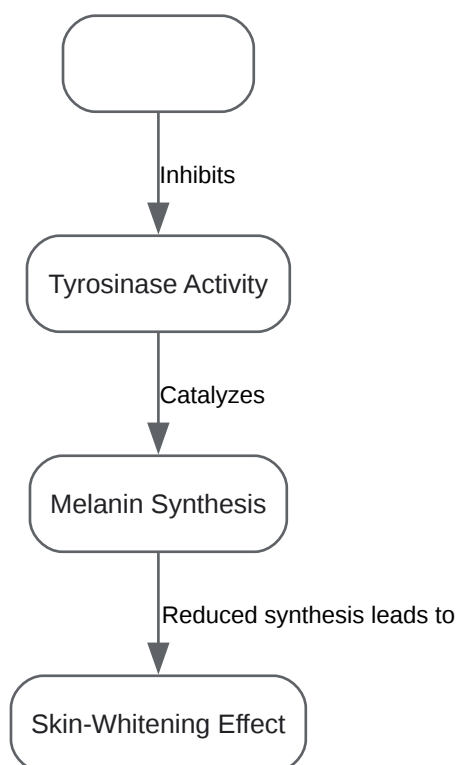 Inhibits
Tyrosinase Activity
Catalyzes
Melanin Synthesis
Reduced synthesis leads to
Skin-Whitening Effect